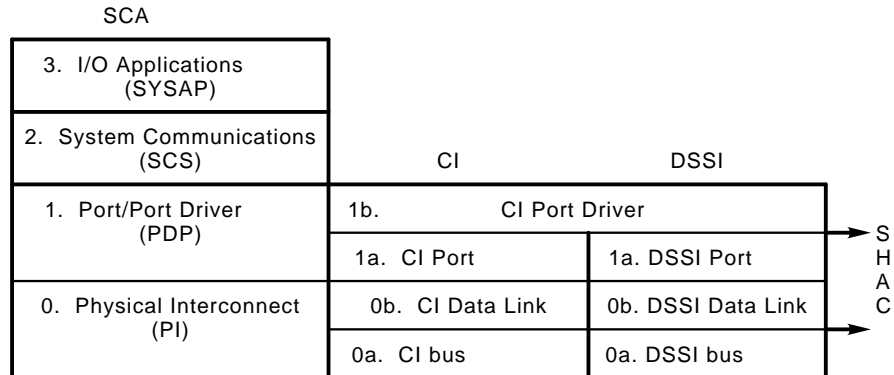 SCA
3. I/O Applications
(SYSAP)
2. System Communications
(SCS)
CI
DSSI
1. Port/Port Driver
(PDP)
1b. CI Port Driver
1a. CI Port
1a. DSSI Port
S
H
A
C
0. Physical Interconnect
(PI)
0b. CI Data Link
0b. DSSI Data Link
0a. CI bus
0a. DSSI bus